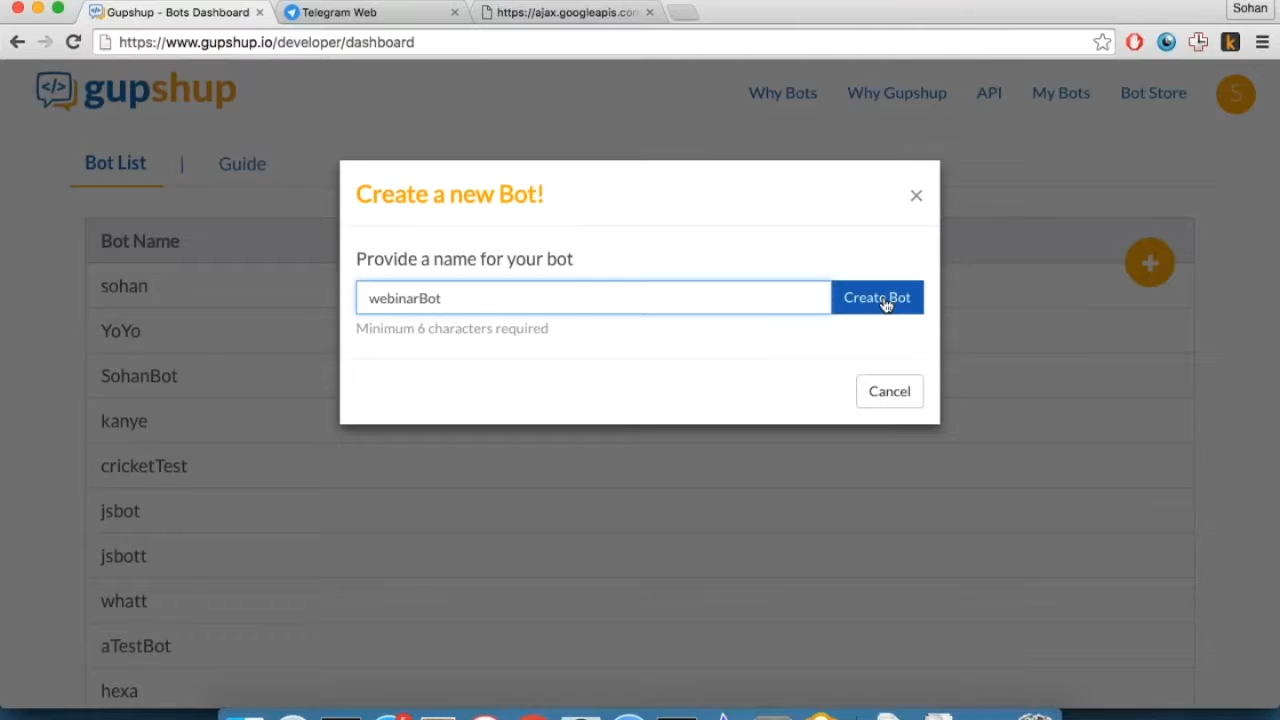 Gupshup - Bots Dashboard
Telegram Web
https://ajax.googleapis.con
Sohan
https://www.gupshup.io/developer/dashboard
</> gupshup
Why Bots
Why Gupshup
API
My Bots
Bot Store
S
Bot List | Guide
Create a new Bot!
×
Bot Name
Provide a name for your bot
+
sohan
webinarBot
Create Bot
Minimum 6 characters required
YoYo
SohanBot
Cancel
kanye
cricketTest
jsbot
jsbott
whatt
aTestBot
hexa